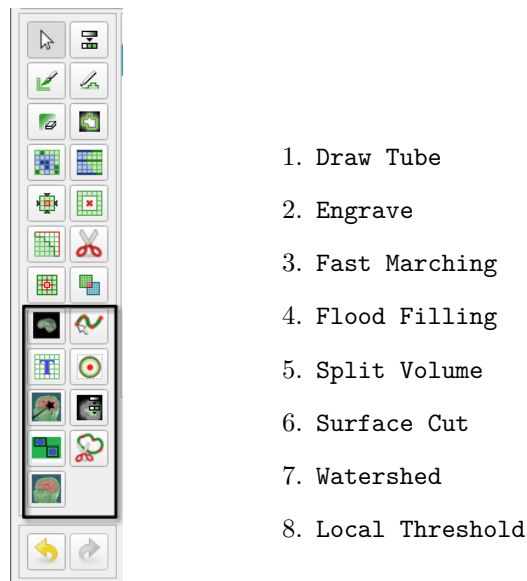 T
1. Draw Tube
2. Engrave
3. Fast Marching
4. Flood Filling
5. Split Volume
6. Surface Cut
7. Watershed
8. Local Threshold